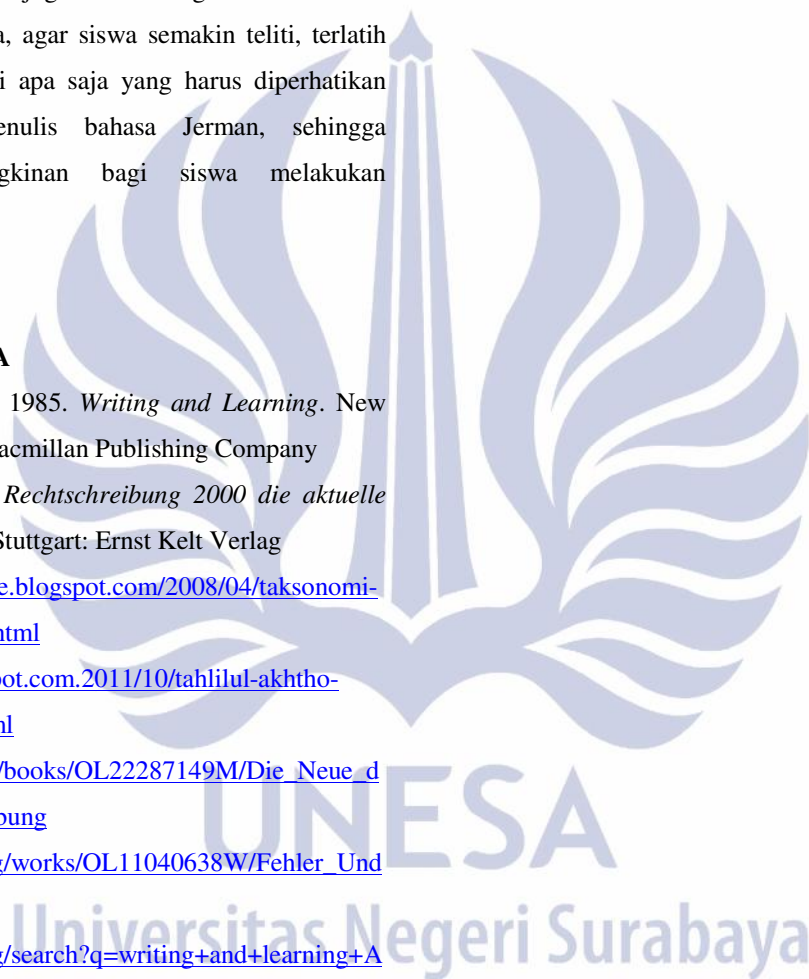 a, agar siswa semakin teliti, terlatih
i apa saja yang harus diperhatikan
enulis bahasa Jerman, sehingga
gkinan bagi siswa melakukan
A
1985. Writing and Learning. New
acmillan Publishing Company
Rechtschreibung 2000 die aktuelle
Stuttgart: Ernst Kelt Verlag
e.blogspot.com/2008/04/taksonomi-
html
pot.com.2011/10/tahlilul-akhtho-
ml
/books/OL22287149M/Die_Neue_d
bung
g/works/OL11040638W/Fehler_Und
g/search?q=writing+and+learning+A
UNESA
Universitas Negeri Surabaya